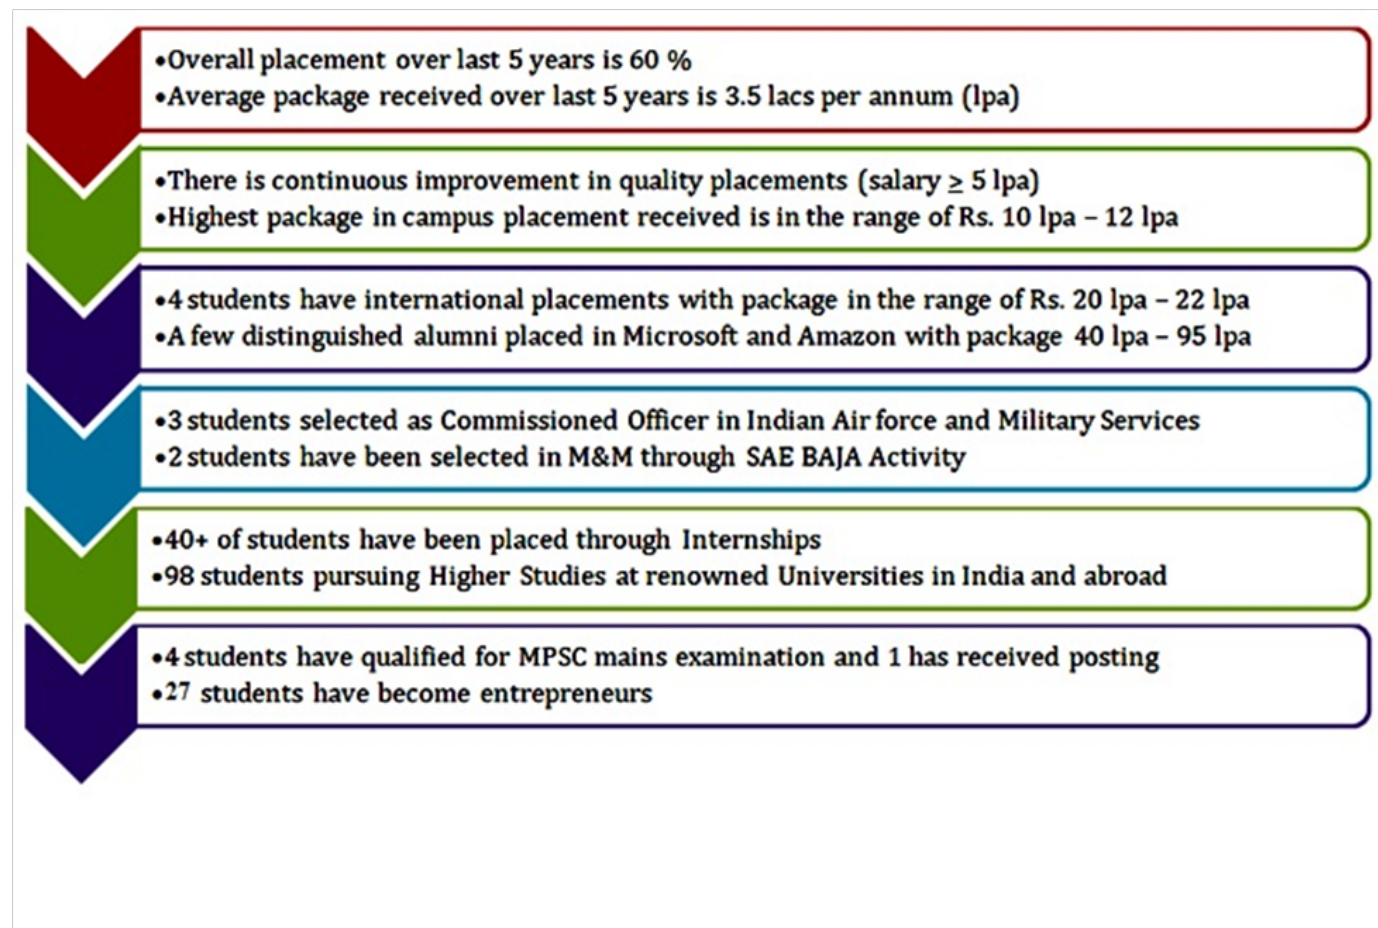 •Overall placement over last 5 years is 60 %
•Average package received over last 5 years is 3.5 lacs per annum (lpa)
•There is continuous improvement in quality placements (salary ≥ 5 lpa)
•Highest package in campus placement received is in the range of Rs. 10 lpa – 12 lpa
•4 students have international placements with package in the range of Rs. 20 lpa – 22 lpa
•A few distinguished alumni placed in Microsoft and Amazon with package 40 lpa – 95 lpa
•3 students selected as Commissioned Officer in Indian Air force and Military Services
•2 students have been selected in M&M through SAE BAJA Activity
•40+ of students have been placed through Internships
•98 students pursuing Higher Studies at renowned Universities in India and abroad
•4 students have qualified for MPSC mains examination and 1 has received posting
•27 students have become entrepreneurs